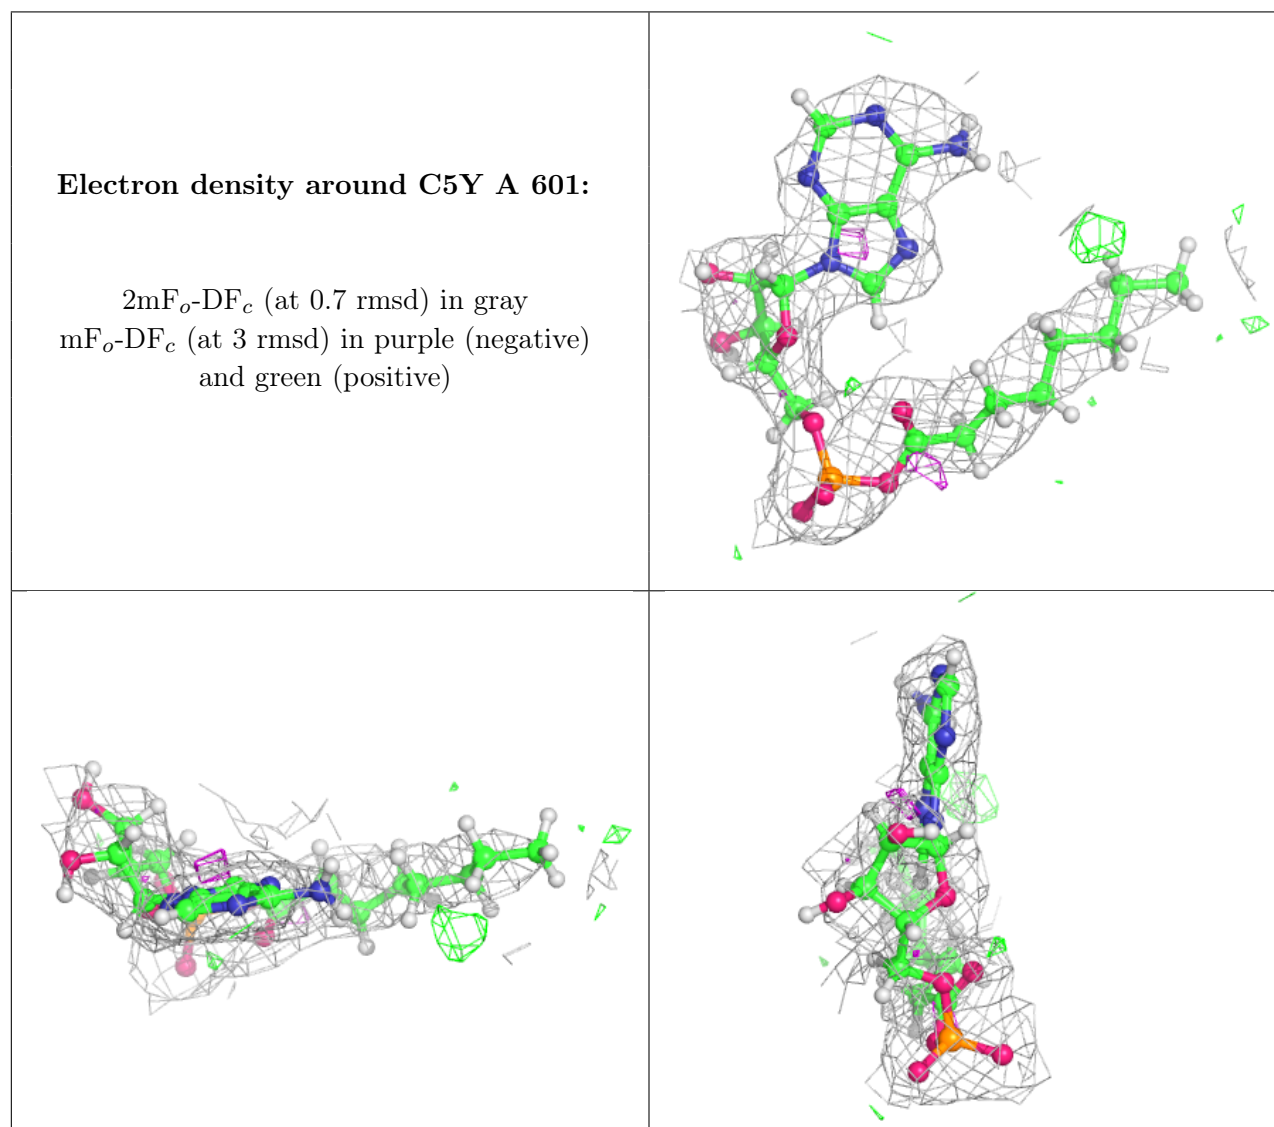 Electron density around C5Y A 601:
2mFo-DFc (at 0.7 rmsd) in gray
mFo-DFc (at 3 rmsd) in purple (negative)
and green (positive)